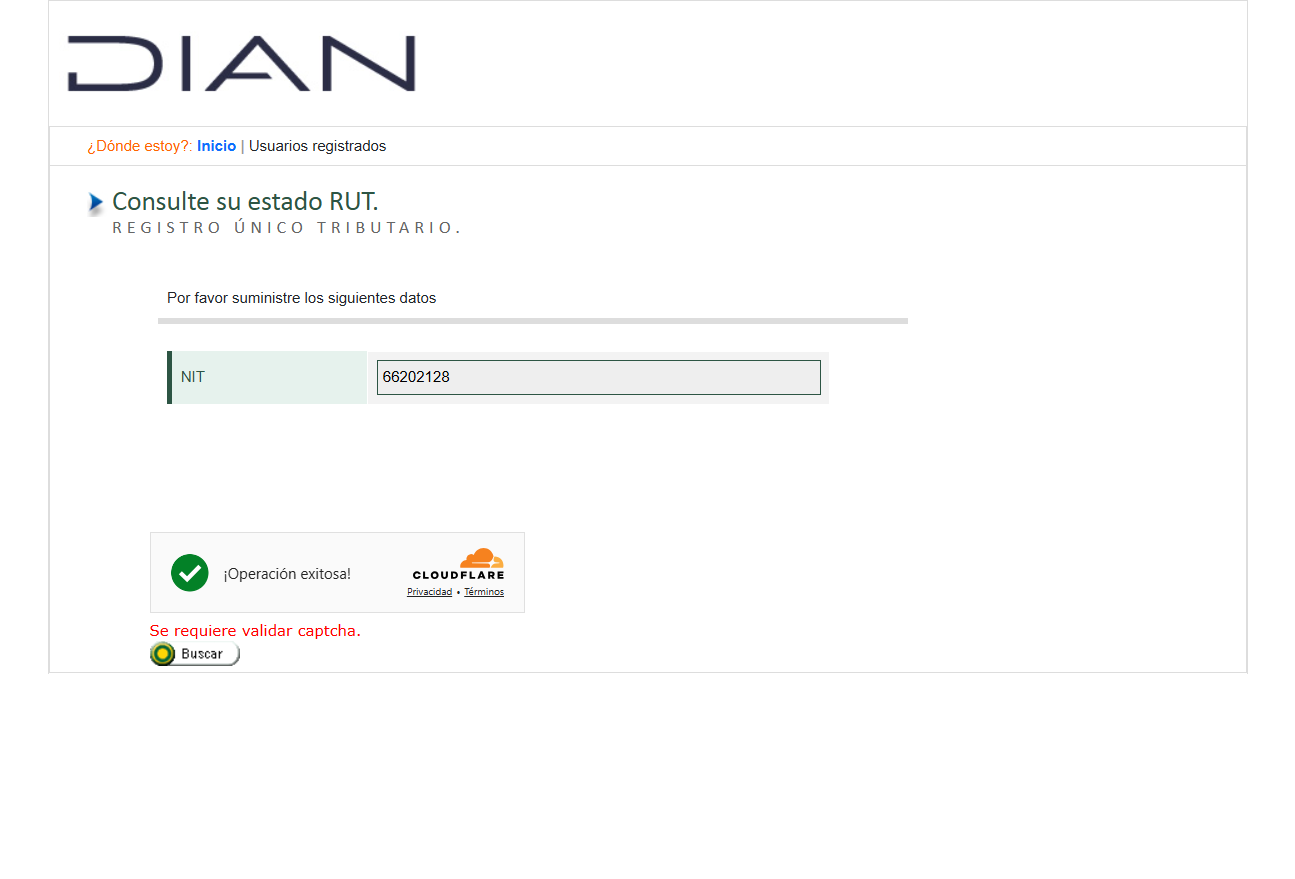 DIAN
¿Dónde estoy?: Inicio | Usuarios registrados
Consulte su estado RUT.
REGISTRO ÚNICO TRIBUTARIO.
Por favor suministre los siguientes datos
NIT 66202128
¡Operación exitosa!
CLOUDFLARE
Privacidad • Términos
Se requiere validar captcha.
Buscar